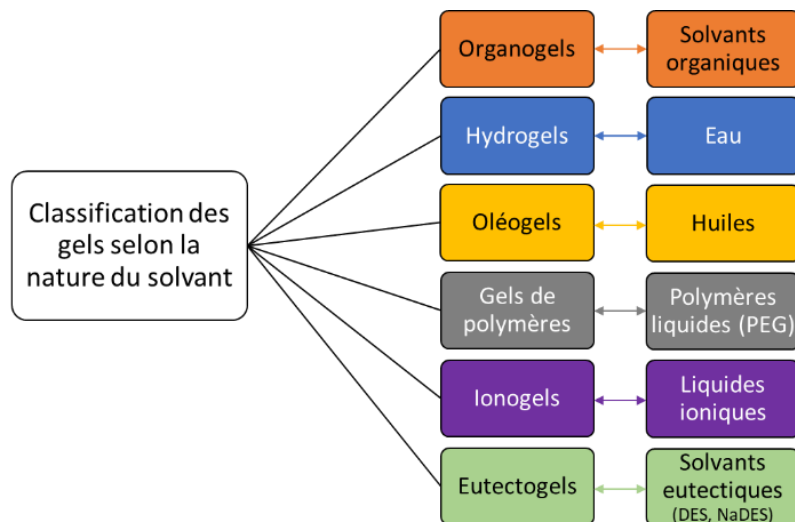 Classification des
gels selon la
nature du solvant
Organogels
Solvants
organiques
Hydrogels
Eau
Oléogels
Huiles
Gels de
polymères
Polymères
liquides (PEG)
Ionogels
Liquides
ioniques
Eutectogels
Solvants
eutectiques
(DES, NaDES)